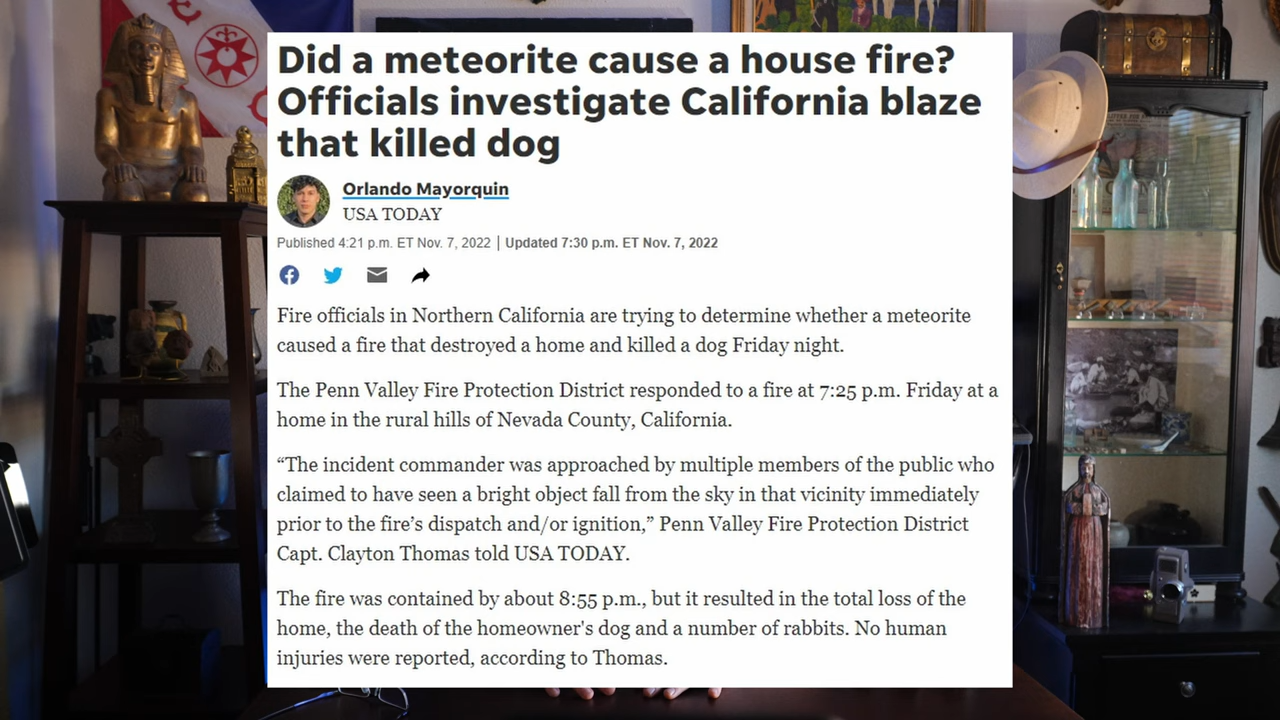 Did a meteorite cause a house fire?
Officials investigate California blaze
that killed dog
Orlando Mayorquin
USA TODAY
Published 4:21 p.m. ET Nov. 7, 2022 | Updated 7:30 p.m. ET Nov. 7, 2022
Fire officials in Northern California are trying to determine whether a meteorite
caused a fire that destroyed a home and killed a dog Friday night.
The Penn Valley Fire Protection District responded to a fire at 7:25 p.m. Friday at a
home in the rural hills of Nevada County, California.
“The incident commander was approached by multiple members of the public who
claimed to have seen a bright object fall from the sky in that vicinity immediately
prior to the fire’s dispatch and/or ignition,” Penn Valley Fire Protection District
Capt. Clayton Thomas told USA TODAY.
The fire was contained by about 8:55 p.m., but it resulted in the total loss of the
home, the death of the homeowner's dog and a number of rabbits. No human
injuries were reported, according to Thomas.